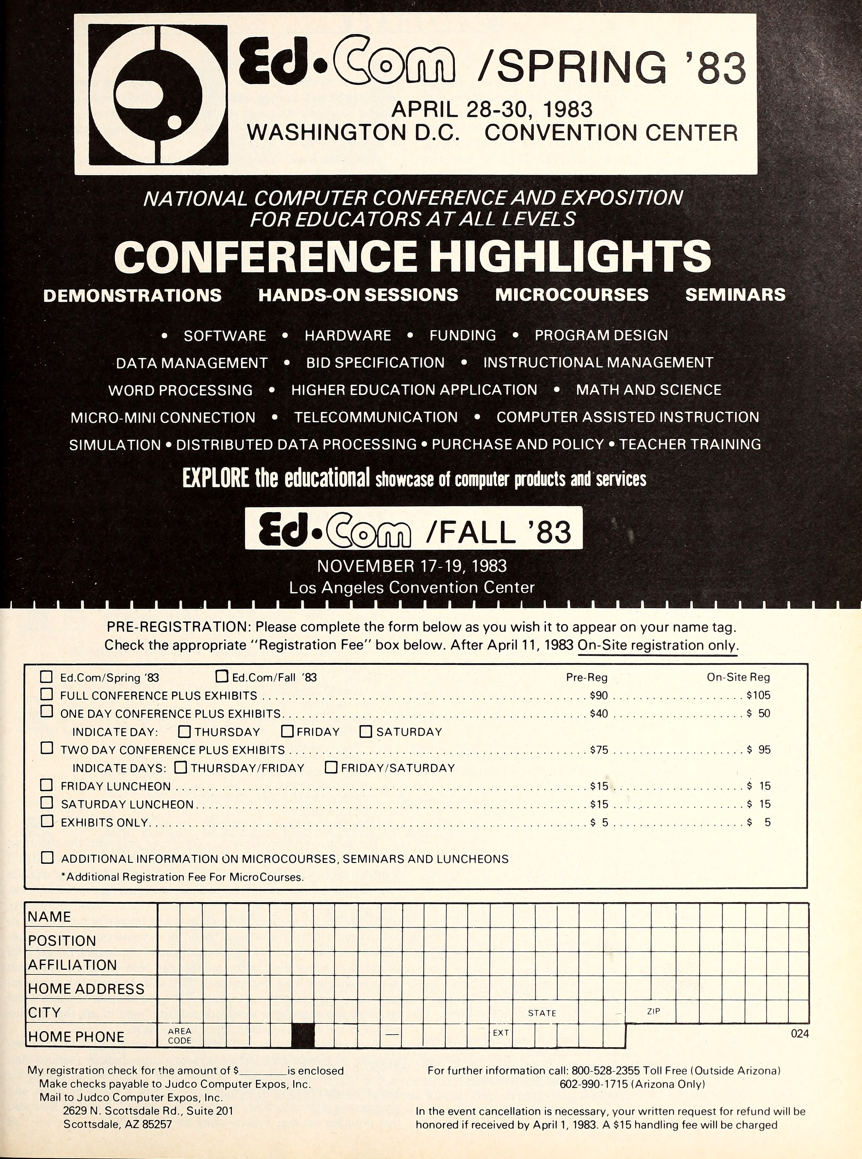 Ed•Com /SPRING '83
APRIL 28-30, 1983
WASHINGTON D.C. CONVENTION CENTER
NATIONAL COMPUTER CONFERENCE AND EXPOSITION
FOR EDUCATORS AT ALL LEVELS
CONFERENCE HIGHLIGHTS
DEMONSTRATIONS HANDS-ON SESSIONS MICROCOURSES SEMINARS
• SOFTWARE • HARDWARE • FUNDING • PROGRAM DESIGN
DATA MANAGEMENT • BID SPECIFICATION • INSTRUCTIONAL MANAGEMENT
WORD PROCESSING • HIGHER EDUCATION APPLICATION • MATH AND SCIENCE
MICRO-MINI CONNECTION • TELECOMMUNICATION • COMPUTER ASSISTED INSTRUCTION
SIMULATION • DISTRIBUTED DATA PROCESSING • PURCHASE AND POLICY • TEACHER TRAINING
EXPLORE the educational showcase of computer products and services
Ed•Com /FALL '83
NOVEMBER 17-19, 1983
Los Angeles Convention Center
PRE-REGISTRATION: Please complete the form below as you wish it to appear on your name tag.
Check the appropriate "Registration Fee" box below. After April 11, 1983 On-Site registration only.
Ed.Com/Spring '83 Ed.Com/Fall '83 Pre-Reg On-Site Reg
FULL CONFERENCE PLUS EXHIBITS $90 $105
ONE DAY CONFERENCE PLUS EXHIBITS $40 $ 50
INDICATE DAY: THURSDAY FRIDAY SATURDAY
TWO DAY CONFERENCE PLUS EXHIBITS $75 $ 95
INDICATE DAYS: THURSDAY/FRIDAY FRIDAY/SATURDAY
FRIDAY LUNCHEON $15 $ 15
SATURDAY LUNCHEON $15 $ 15
EXHIBITS ONLY $ 5 $ 5
ADDITIONAL INFORMATION ON MICROCOURSES, SEMINARS AND LUNCHEONS
*Additional Registration Fee For MicroCourses.
NAME
POSITION
AFFILIATION
HOME ADDRESS
CITY STATE ZIP
HOME PHONE AREA CODE — EXT 024
My registration check for the amount of $________is enclosed
Make checks payable to Judco Computer Expos, Inc.
Mail to Judco Computer Expos, Inc.
2629 N. Scottsdale Rd., Suite 201
Scottsdale, AZ 85257
For further information call: 800-528-2355 Toll Free (Outside Arizona)
602-990-1715 (Arizona Only)
In the event cancellation is necessary, your written request for refund will be
honored if received by April 1, 1983. A $15 handling fee will be charged